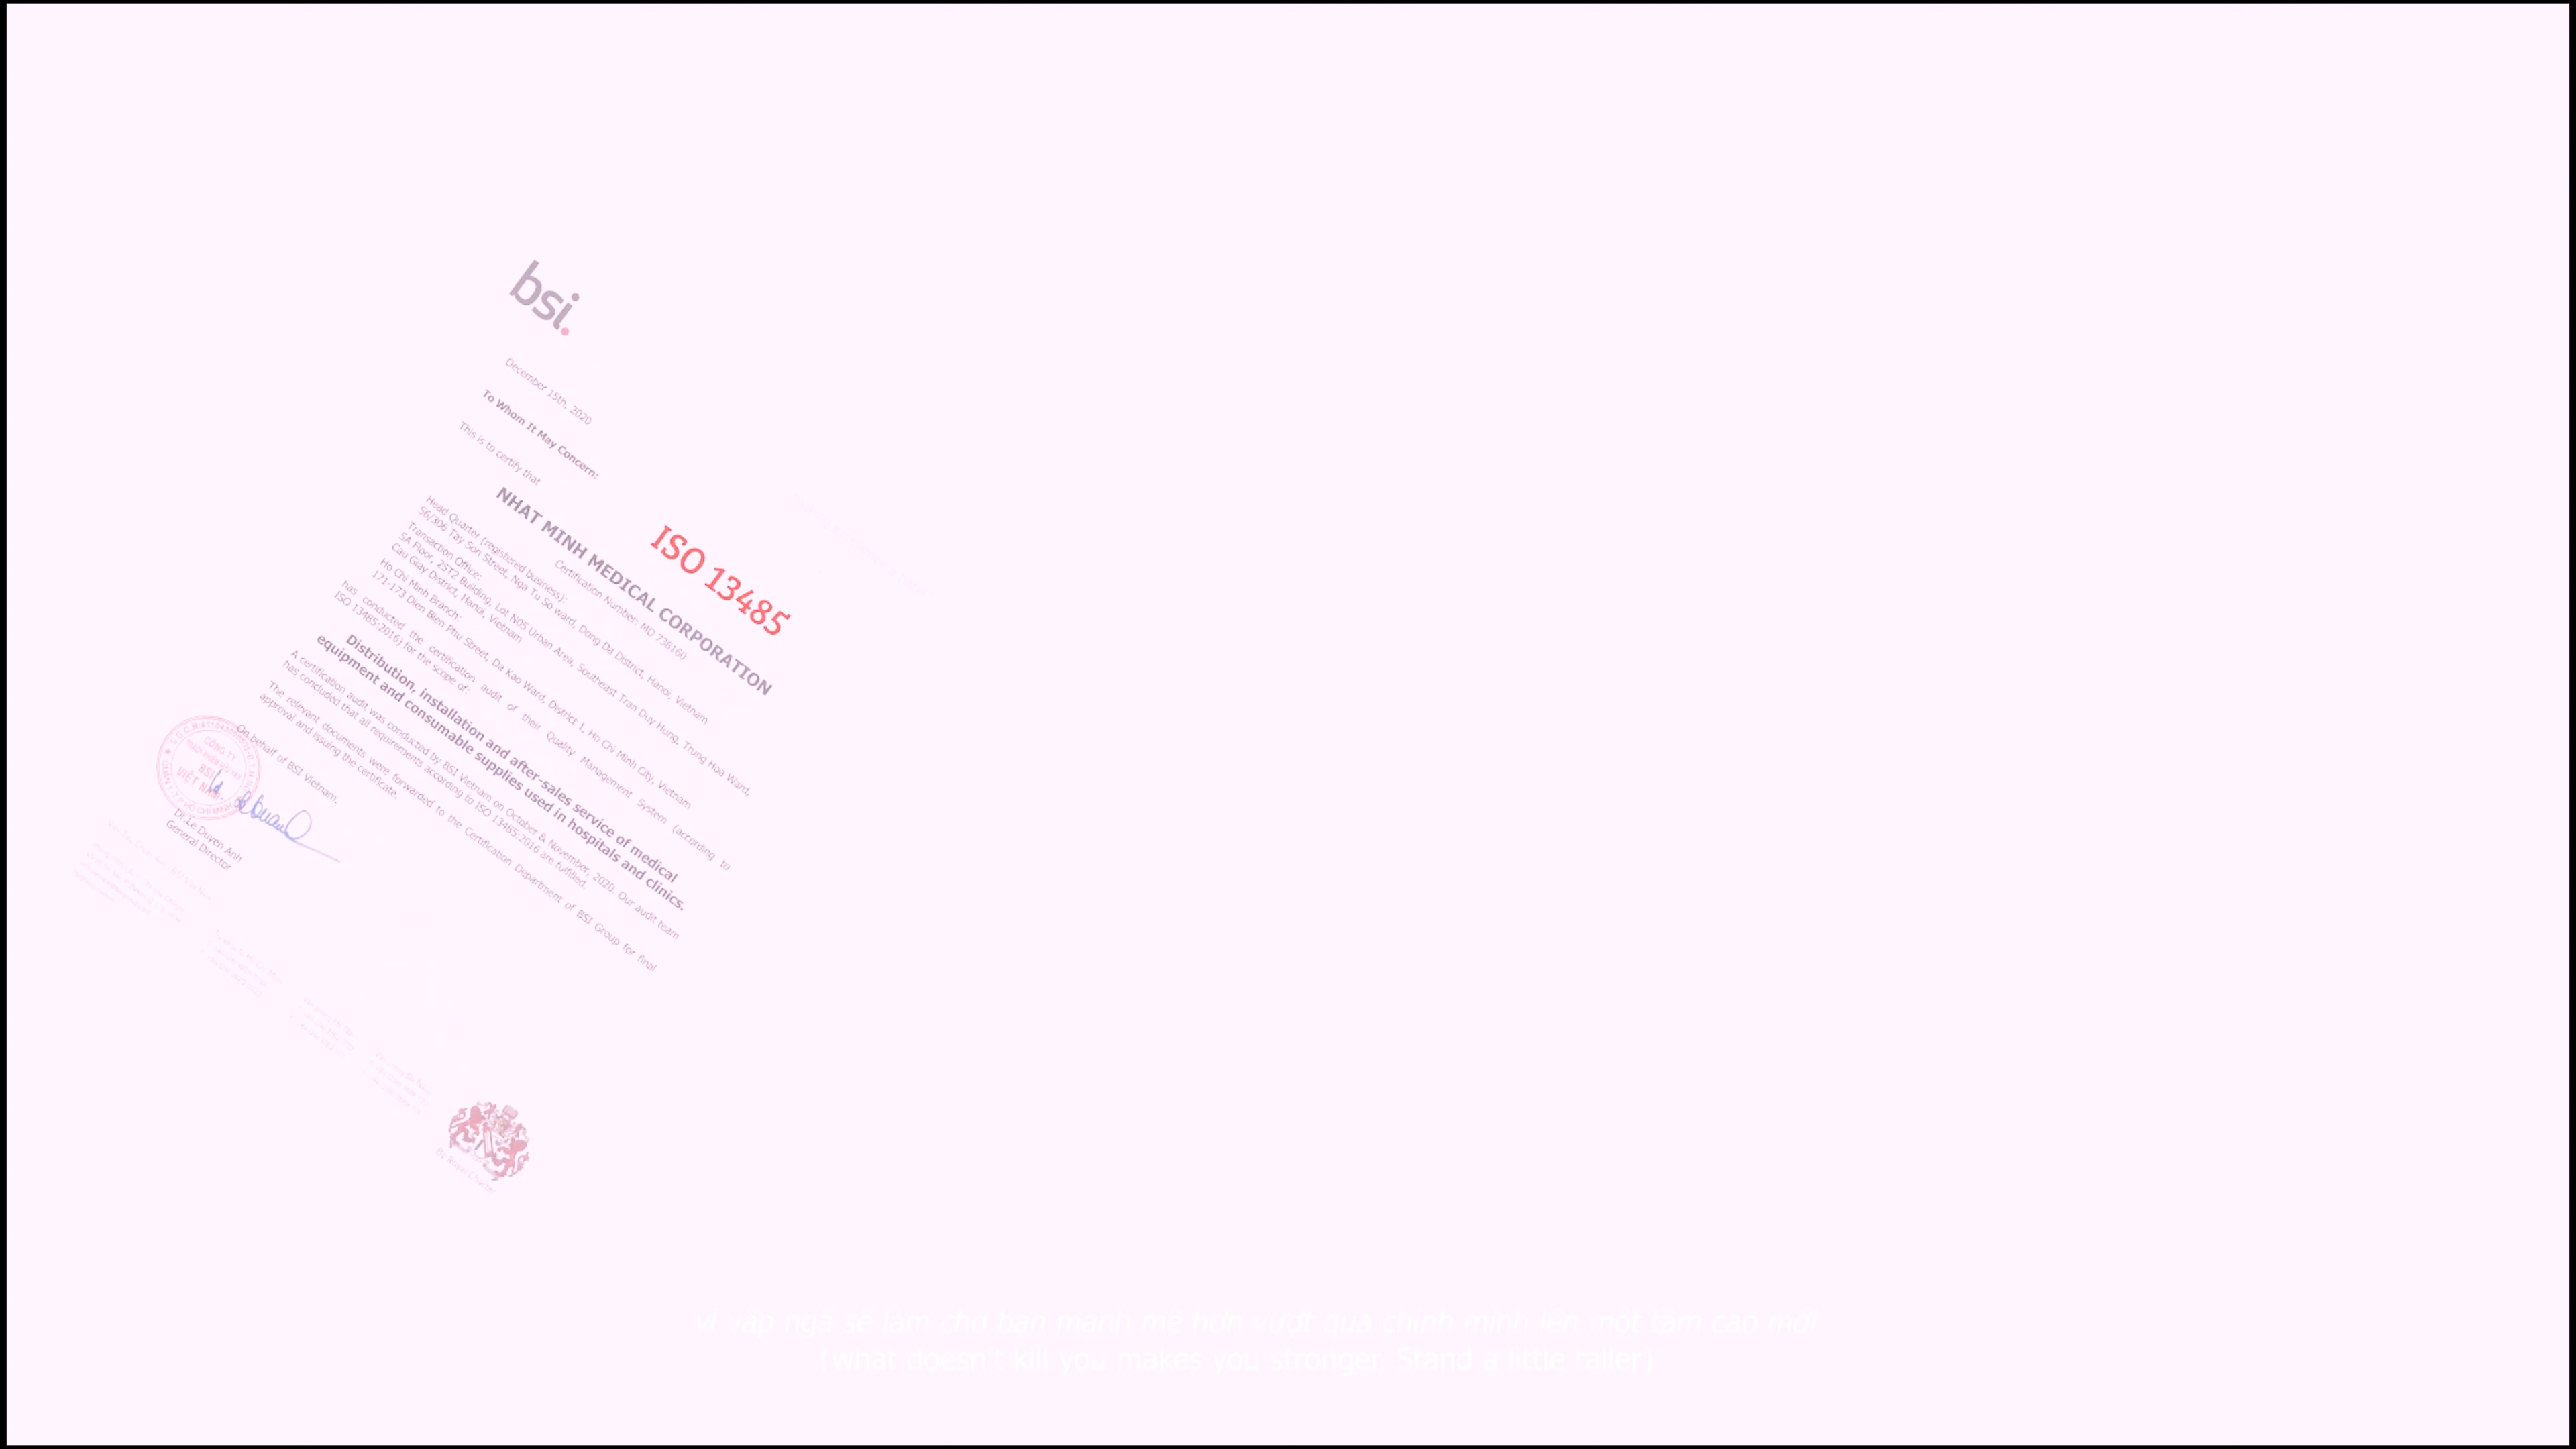 bsi.
December 15th, 2020
To Whom It May Concern:
This is to certify that
ISO 13485
NHAT MINH MEDICAL CORPORATION
Certification Number: MD 738160
Head Quarter (registered business):
56/306 Tay Son Street, Nga Tu So ward, Dong Da District, Hanoi, Vietnam
Transaction Office:
5A Floor, 25T2 Building, Lot N05 Urban Area, Southeast Tran Duy Hung, Trung Hoa Ward,
Cau Giay District, Hanoi, Vietnam
Ho Chi Minh Branch:
171-173 Dien Bien Phu Street, Da Kao Ward, District 1, Ho Chi Minh City, Vietnam
has conducted the certification audit of their Quality Management System (according to
ISO 13485:2016) for the scope of:
Distribution, installation and after-sales service of medical
equipment and consumable supplies used in hospitals and clinics.
A certification audit was conducted by BSI Vietnam on October & November, 2020. Our audit team
has concluded that all requirements according to ISO 13485:2016 are fulfilled.
The relevant documents were forwarded to the Certification Department of BSI Group for final
approval and issuing the certificate.
On behalf of BSI Vietnam,
CÔNG TY
BSI
VIỆT NAM
Dr.Le Duyen Anh
General Director
By Royal Charter
vì vấp ngã sẽ làm cho bạn mạnh mẽ hơn vượt qua chính mình lên một tầm cao mới
(what doesn't kill you makes you stronger, Stand a little taller)